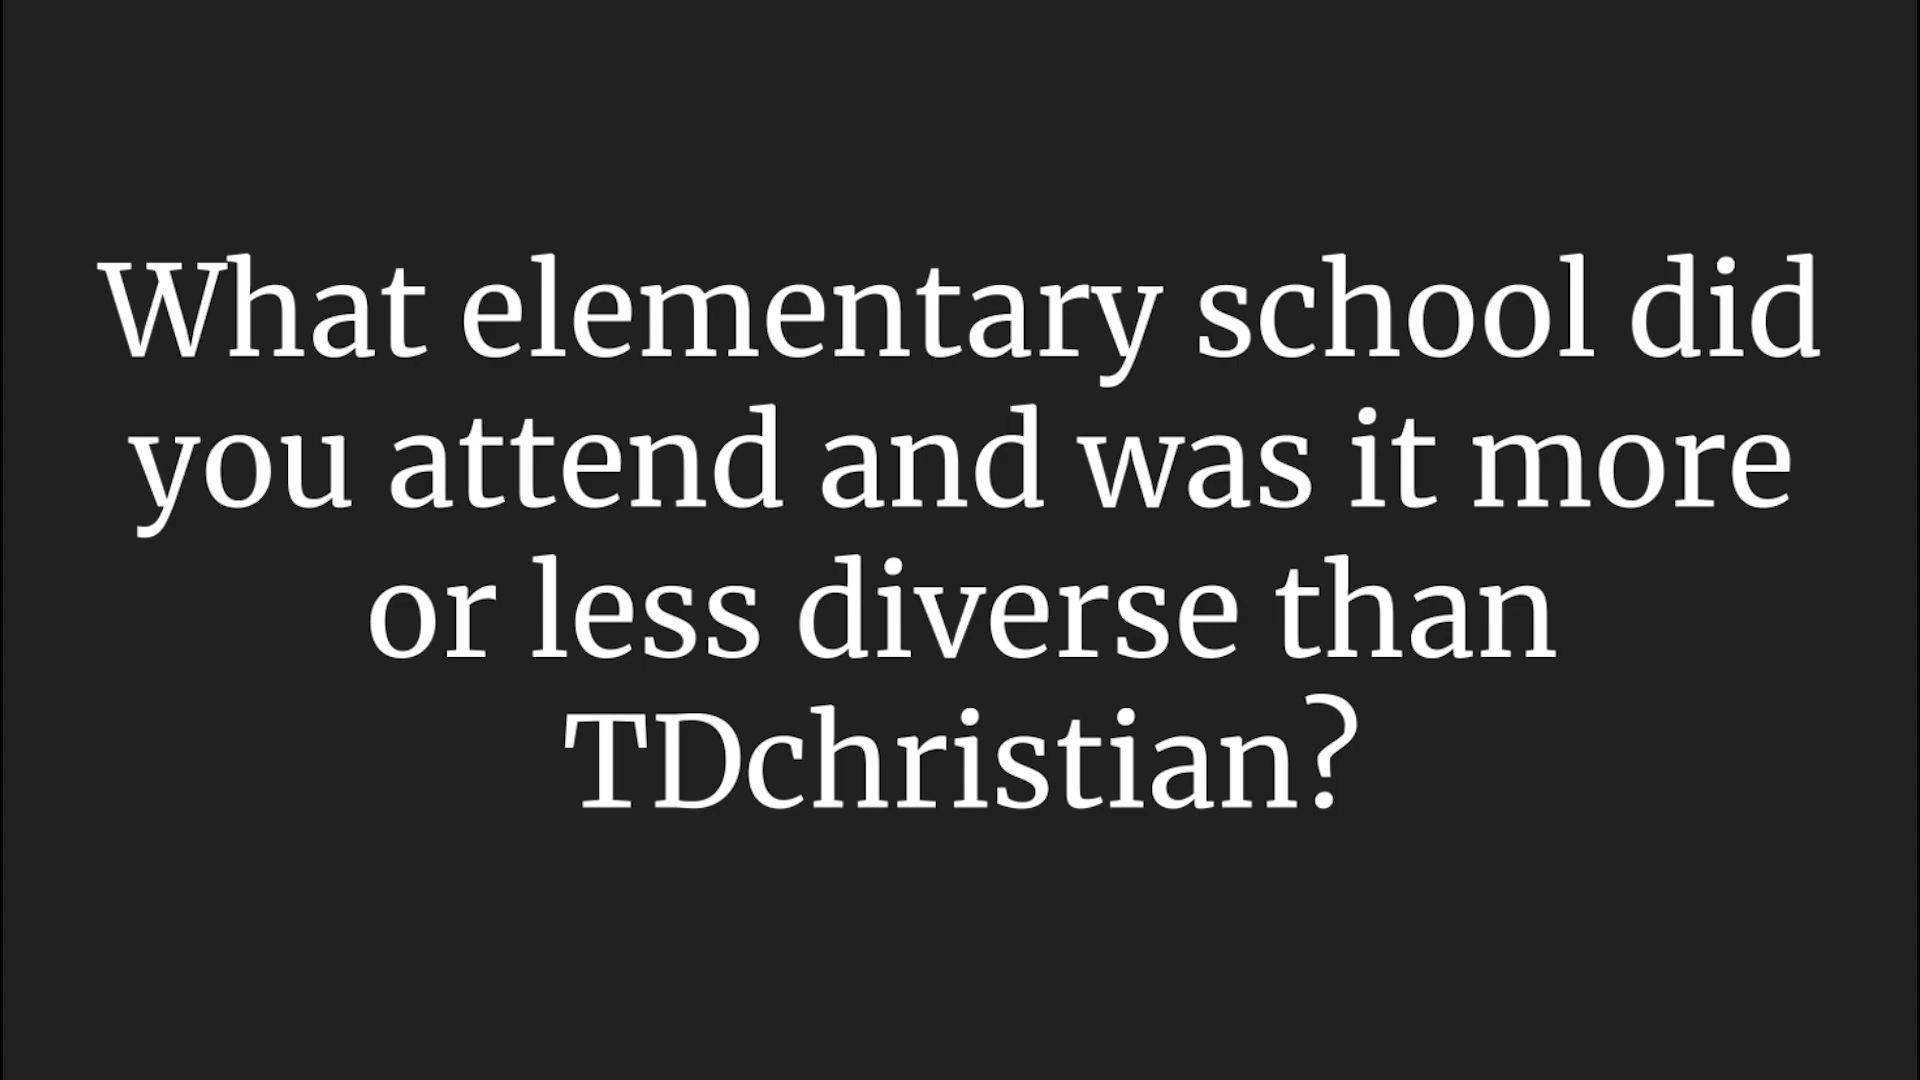 What elementary school did
you attend and was it more
or less diverse than
TDchristian?